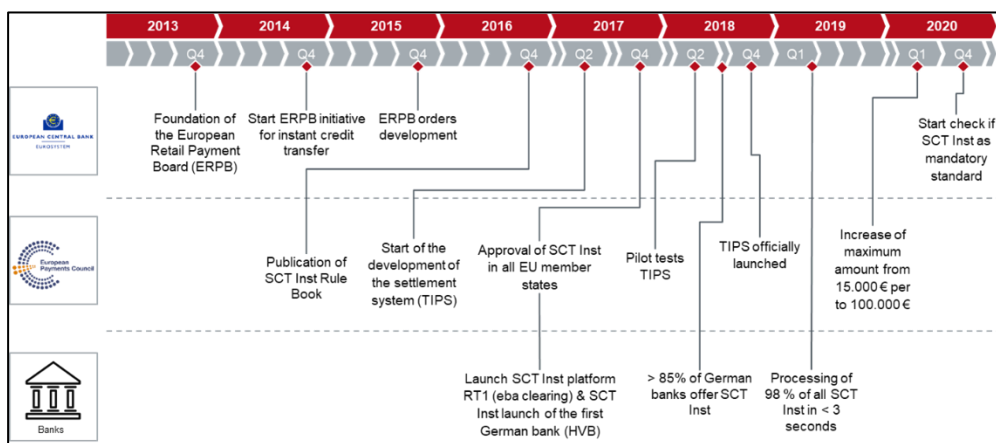 2013 2014 2015 2016 2017 2018 2019 2020
Q4 Q4 Q4 Q4 Q2 Q4 Q2 Q4 Q1 Q1 Q4
EUROPEAN CENTRAL BANK
EUROSYSTEM
Foundation of
the European
Retail Payment
Board (ERPB)
Start ERPB initiative
for instant credit
transfer
ERPB orders
development
Start check if
SCT Inst as
mandatory
standard
European
Payments Council
Publication of
SCT Inst Rule
Book
Start of the
development of
the settlement
system (TIPS)
Approval of SCT Inst
in all EU member
states
Pilot tests
TIPS
TIPS officially
launched
Increase of
maximum
amount from
15.000 € per
to 100.000 €
Banks
Launch SCT Inst platform
RT1 (eba clearing) & SCT
Inst launch of the first
German bank (HVB)
> 85% of German
banks offer SCT
Inst
Processing of
98 % of all SCT
Inst in < 3
seconds